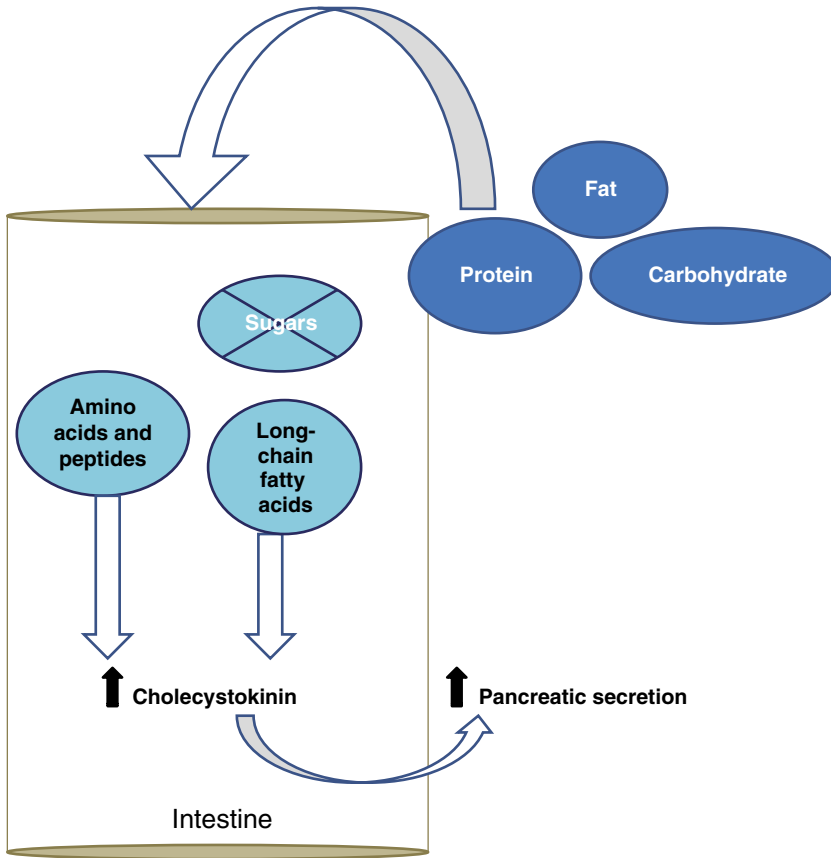 Fat
Protein
Carbohydrate
Sugars
Amino
acids and
peptides
Long-
chain
fatty
acids
Cholecystokinin
Pancreatic secretion
Intestine